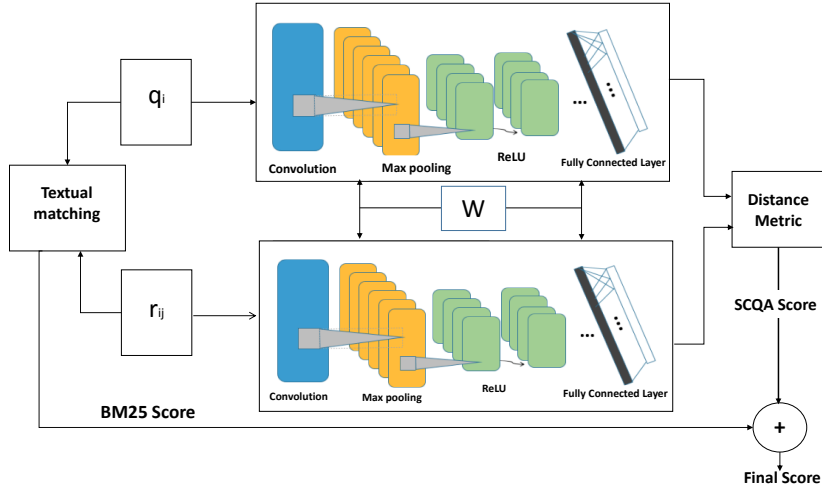 qi
Convolution
Max pooling
ReLU
...
Fully Connected Layer
Textual
matching
W
Distance
Metric
rij
Convolution
Max pooling
ReLU
...
Fully Connected Layer
SCQA Score
BM25 Score
+
Final Score